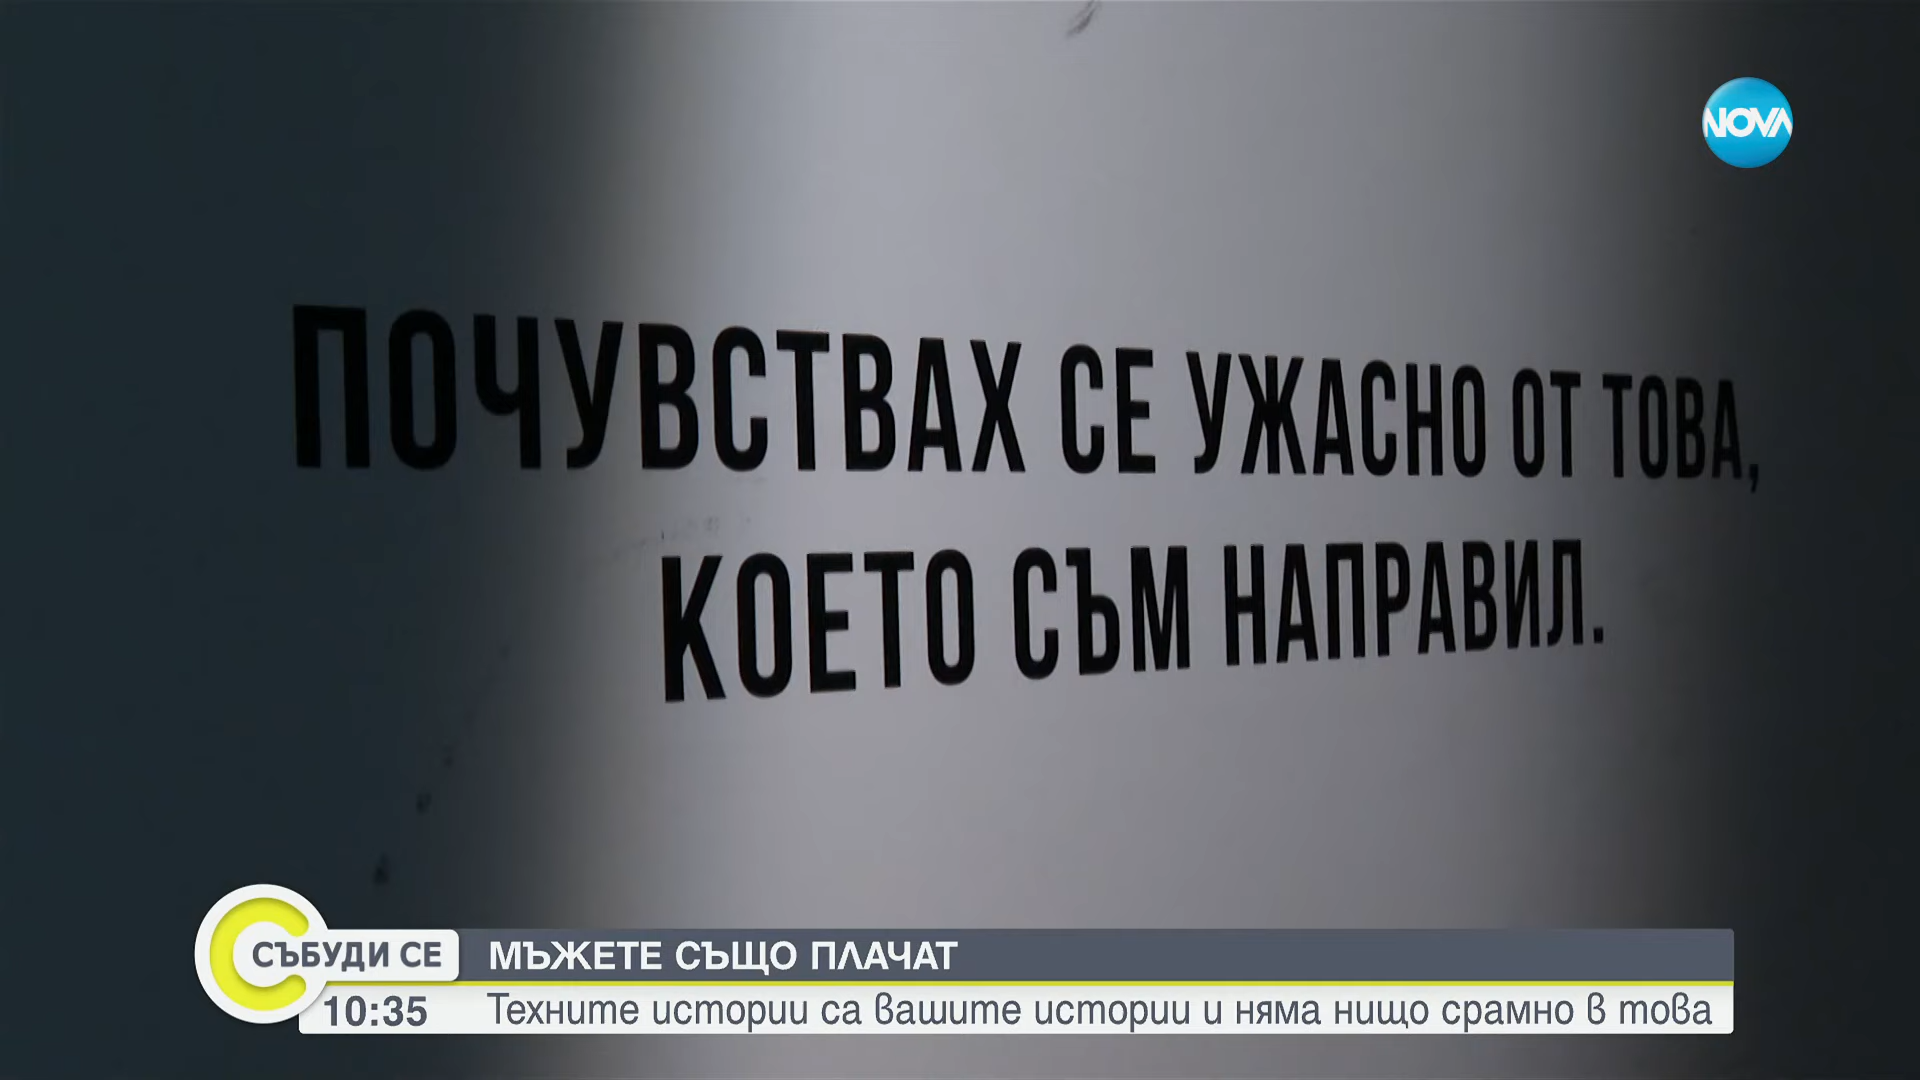 NOVA
ПОЧУВСТВАХ СЕ УЖАСНО ОТ ТОВА,
КОЕТО СЪМ НАПРАВИЛ.
СЪБУДИ СЕ
МЪЖЕТЕ СЪЩО ПЛАЧАТ
10:35
Техните истории са вашите истории и няма нищо срамно в това